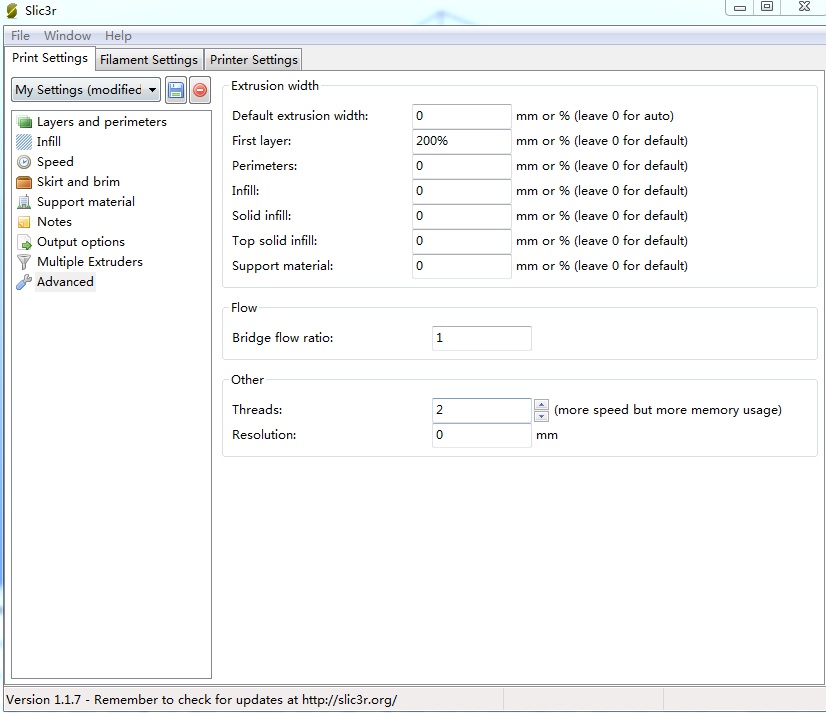 Slic3r
File Window Help
Print Settings Filament Settings Printer Settings
My Settings (modified
Layers and perimeters
Infill
Speed
Skirt and brim
Support material
Notes
Output options
Multiple Extruders
Advanced
Extrusion width
Default extrusion width: 0 mm or % (leave 0 for auto)
First layer: 200% mm or % (leave 0 for default)
Perimeters: 0 mm or % (leave 0 for default)
Infill: 0 mm or % (leave 0 for default)
Solid infill: 0 mm or % (leave 0 for default)
Top solid infill: 0 mm or % (leave 0 for default)
Support material: 0 mm or % (leave 0 for default)
Flow
Bridge flow ratio: 1
Other
Threads: 2 (more speed but more memory usage)
Resolution: 0 mm
Version 1.1.7 - Remember to check for updates at http://slic3r.org/